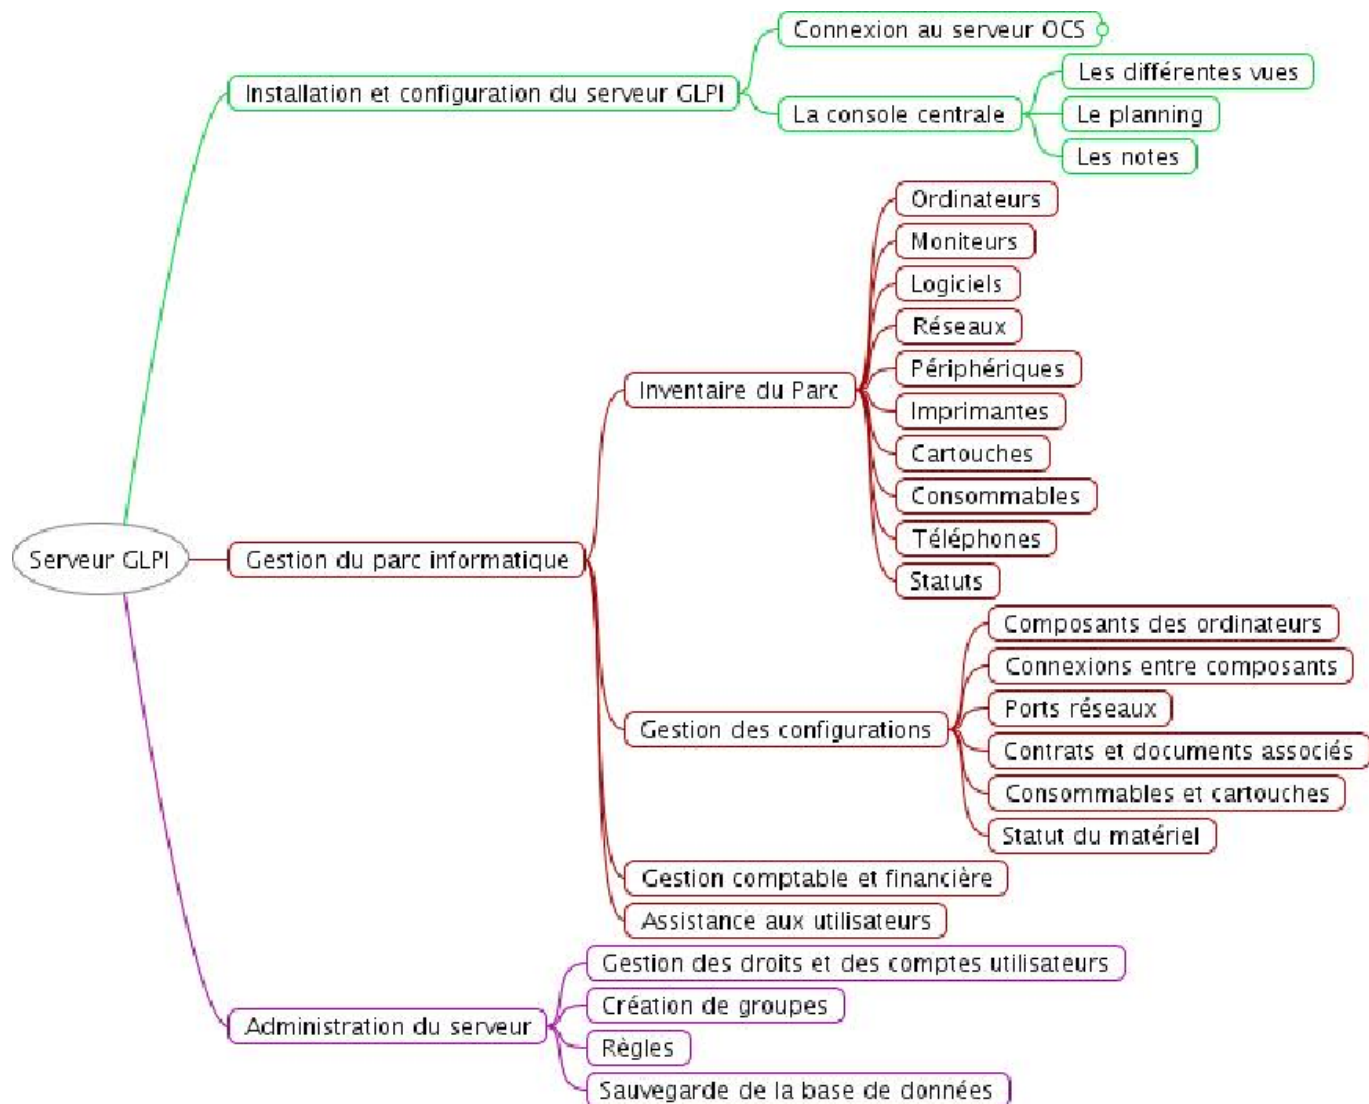 Serveur GLPI
Installation et configuration du serveur GLPI
Connexion au serveur OCS
La console centrale
Les différentes vues
Le planning
Les notes
Gestion du parc informatique
Inventaire du Parc
Ordinateurs
Moniteurs
Logiciels
Réseaux
Périphériques
Imprimantes
Cartouches
Consommables
Téléphones
Statuts
Gestion des configurations
Composants des ordinateurs
Connexions entre composants
Ports réseaux
Contrats et documents associés
Consommables et cartouches
Statut du matériel
Gestion comptable et financière
Assistance aux utilisateurs
Administration du serveur
Gestion des droits et des comptes utilisateurs
Création de groupes
Règles
Sauvegarde de la base de données